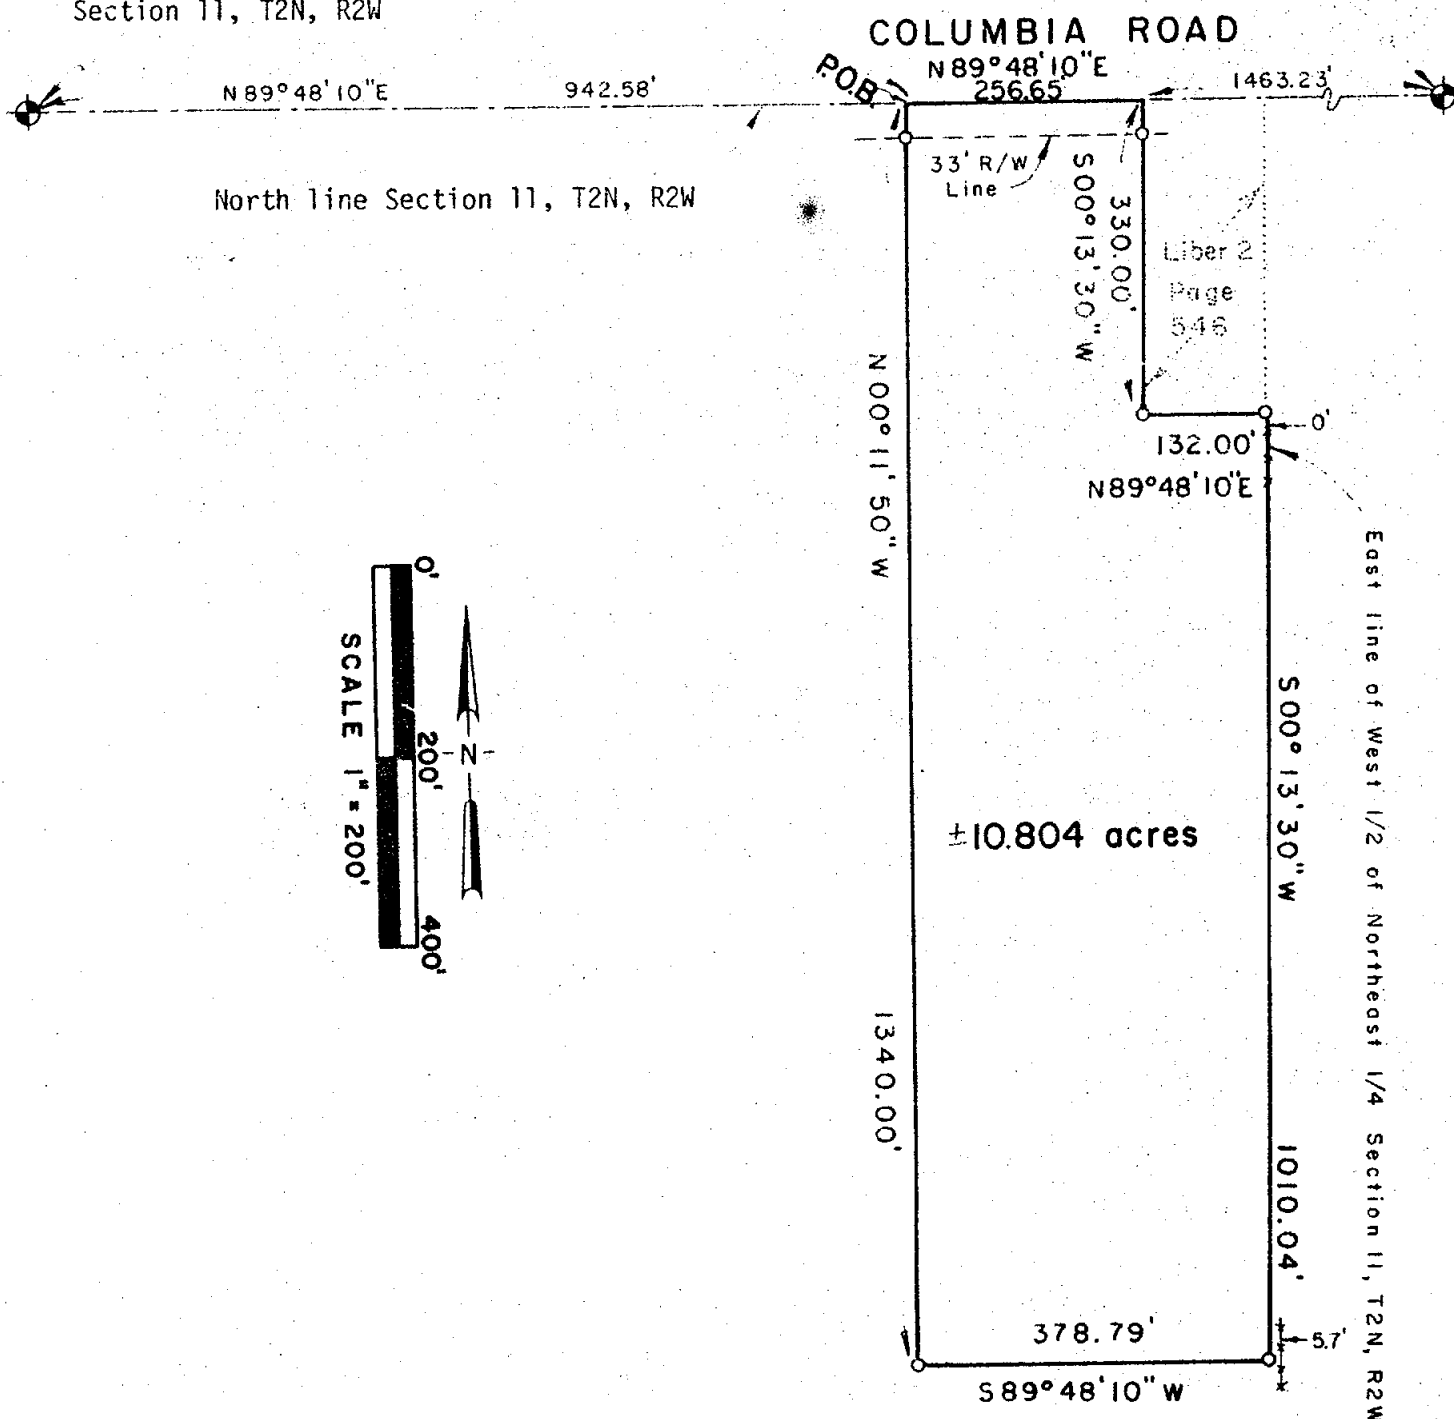 Section 11, T2N, R2W
COLUMBIA ROAD
P.O.B.
N89°48'10"E
256.65'
N89°48'10"E
942.58'
1463.23'
33' R/W
Line
North line Section 11, T2N, R2W
S00°13'30"W
330.00'
Liber 2
Page
546
0'
132.00'
N89°48'10"E
N00°11'50"W
1340.00'
East line of West 1/2 of Northeast 1/4 Section 11, T2N, R2W
S00°13'30"W
1010.04'
0'
200'
400'
SCALE 1" = 200'
N
±10.804 acres
378.79'
5.7'
S89°48'10"W